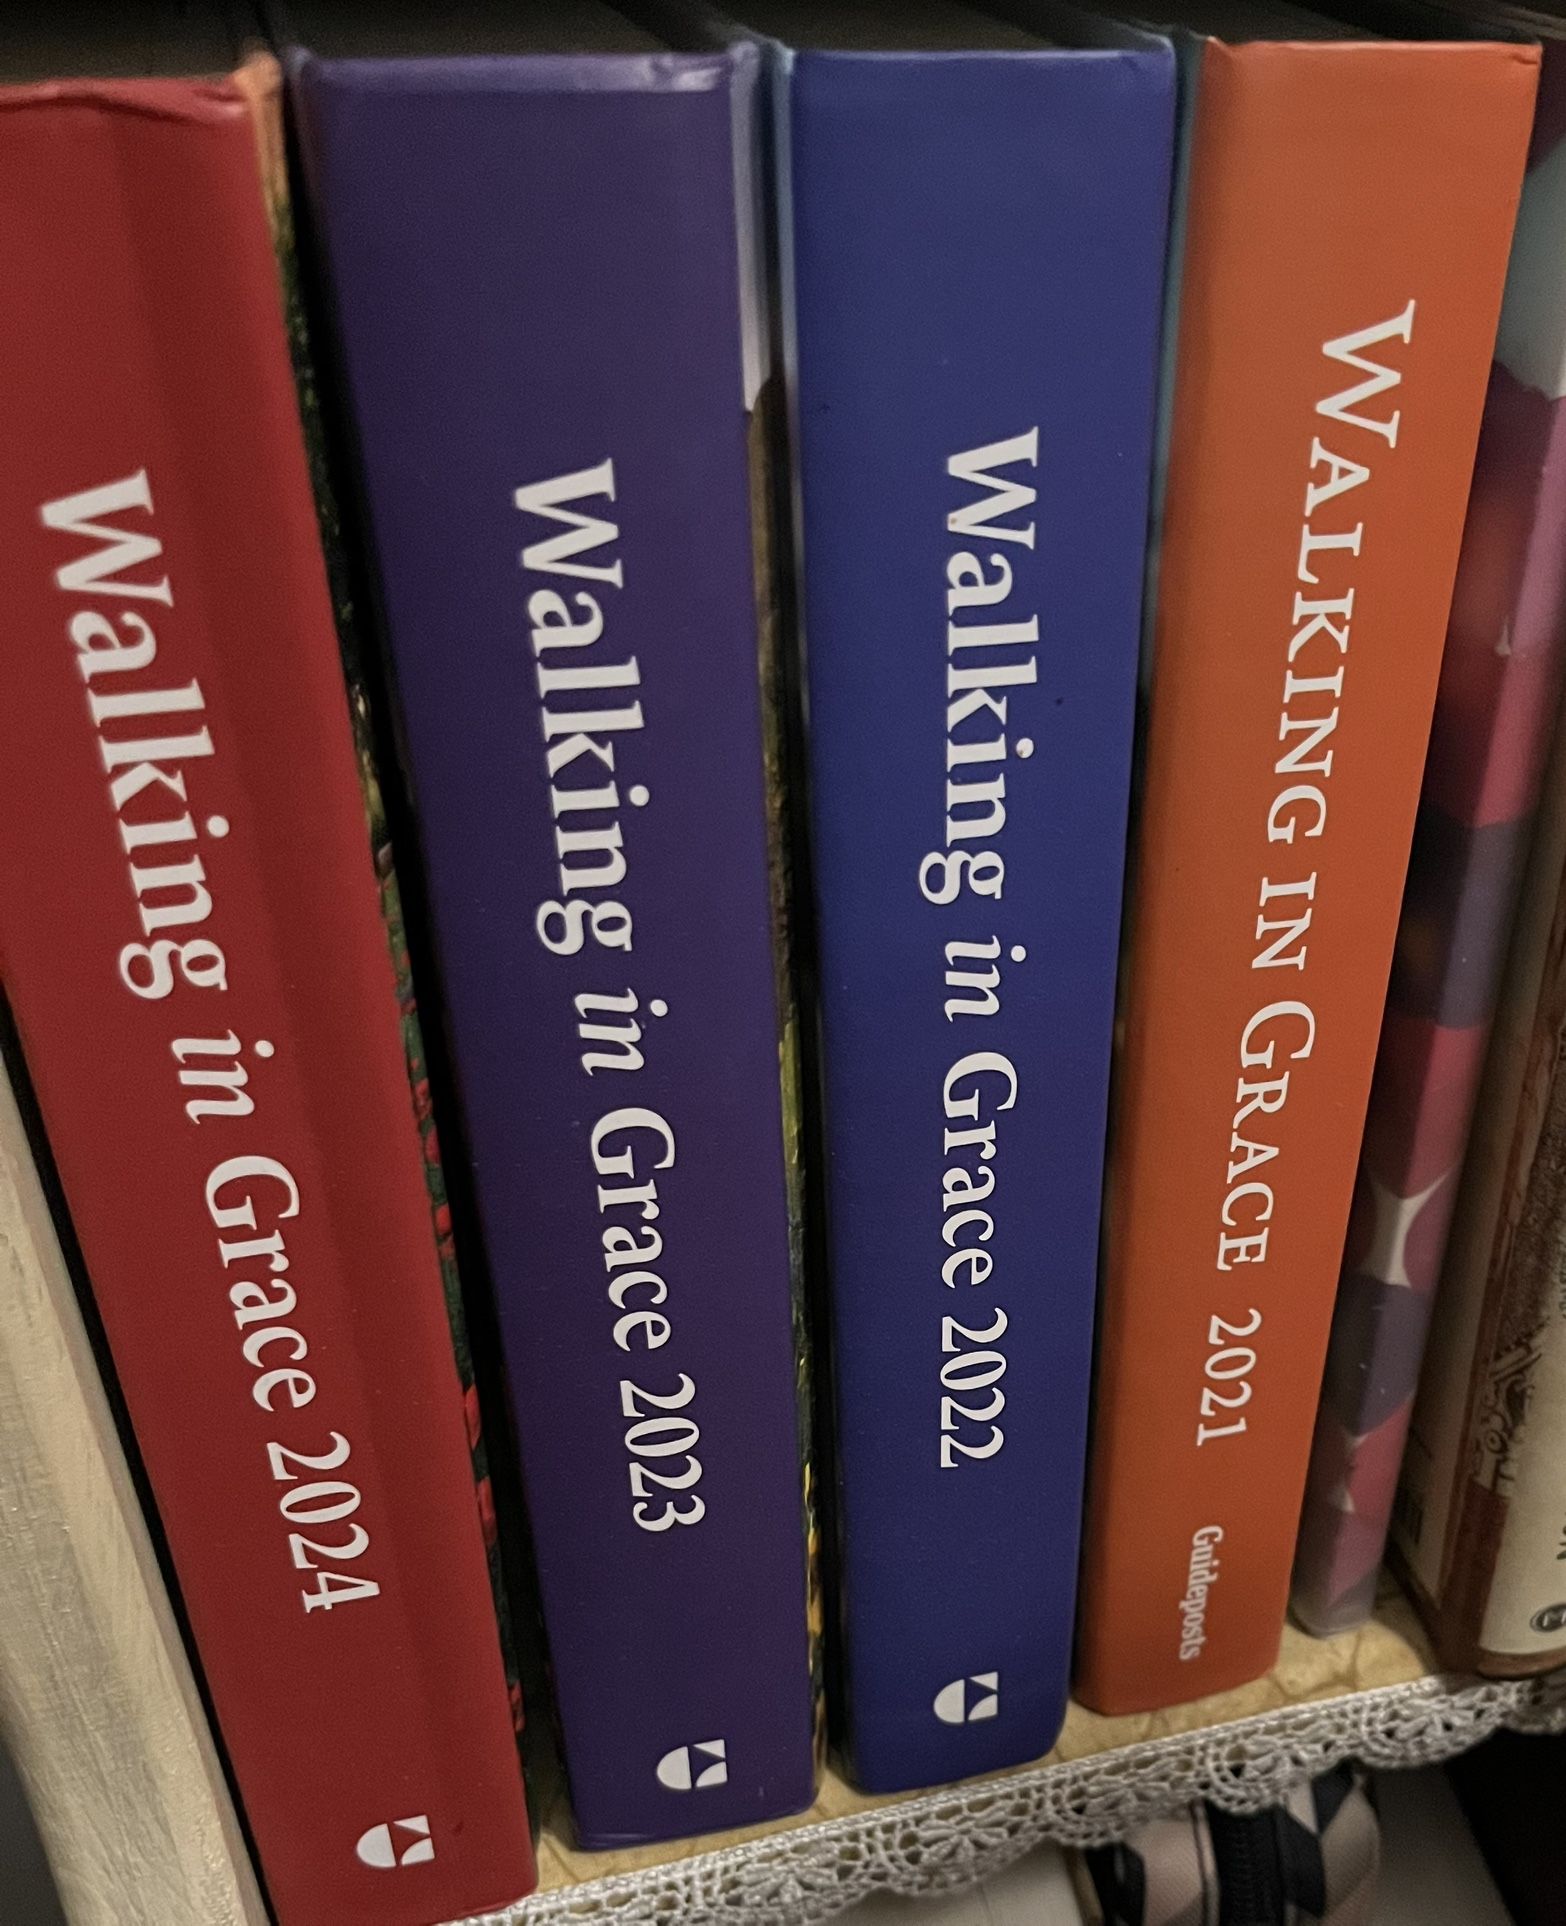 Walking in Grace 2024
Walking in Grace 2023
Walking in Grace 2022
WALKING IN GRACE 2021
Guideposts